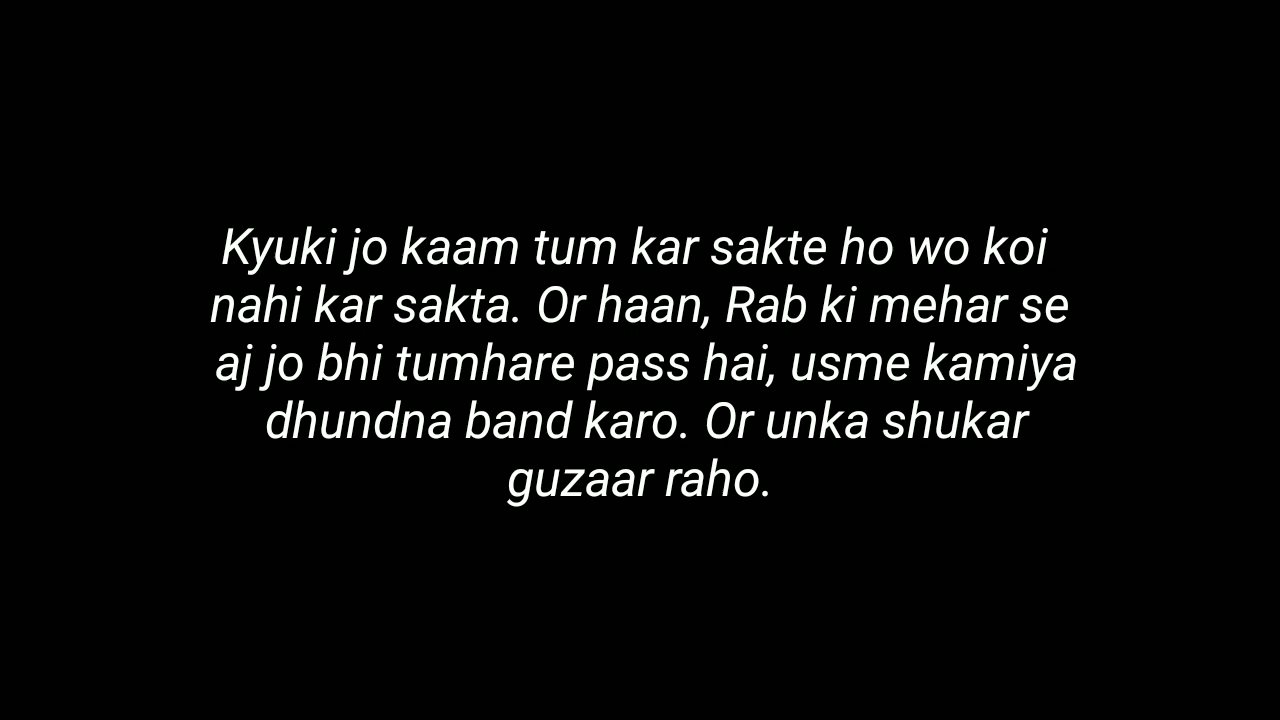 Kyuki jo kaam tum kar sakte ho wo koi
nahi kar sakta. Or haan, Rab ki mehar se
aj jo bhi tumhare pass hai, usme kamiya
dhundna band karo. Or unka shukar
guzaar raho.